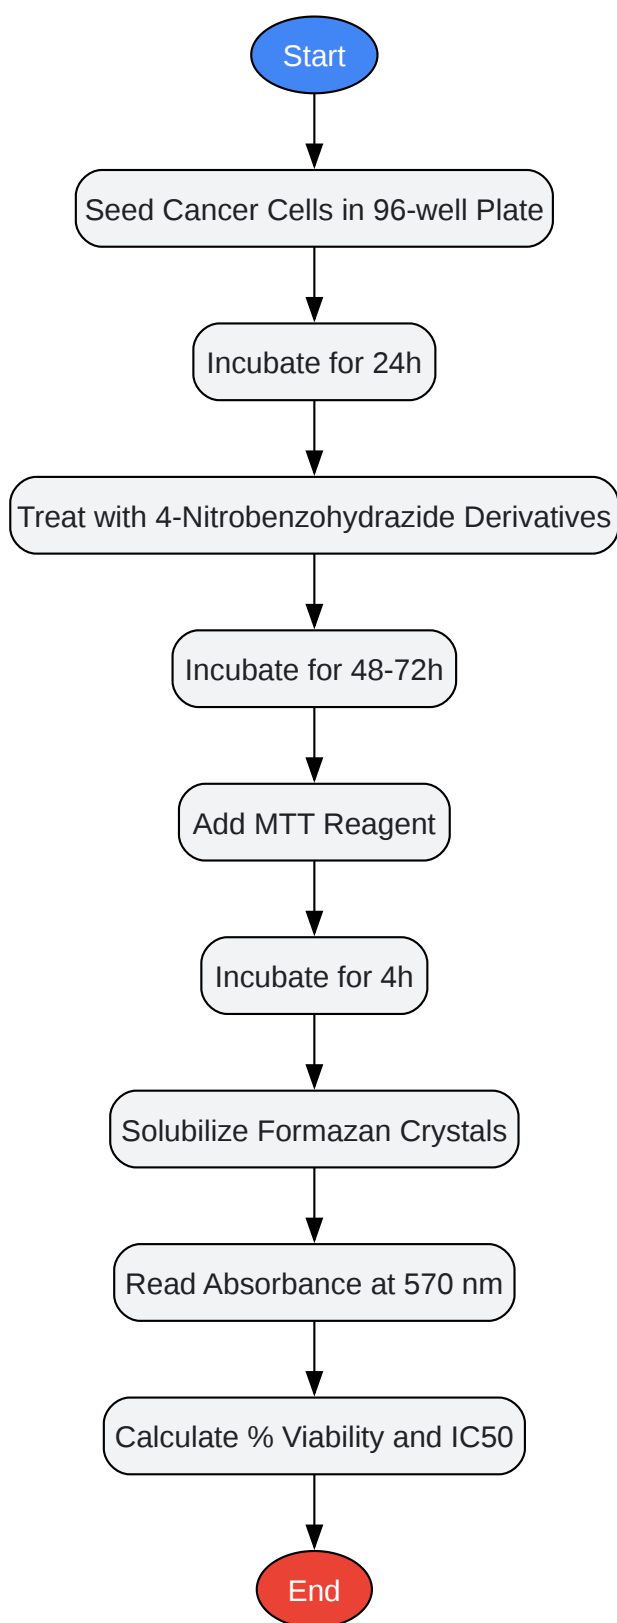 Start
Seed Cancer Cells in 96-well Plate
Incubate for 24h
Treat with 4-Nitrobenzohydrazide Derivatives
Incubate for 48-72h
Add MTT Reagent
Incubate for 4h
Solubilize Formazan Crystals
Read Absorbance at 570 nm
Calculate % Viability and IC50
End